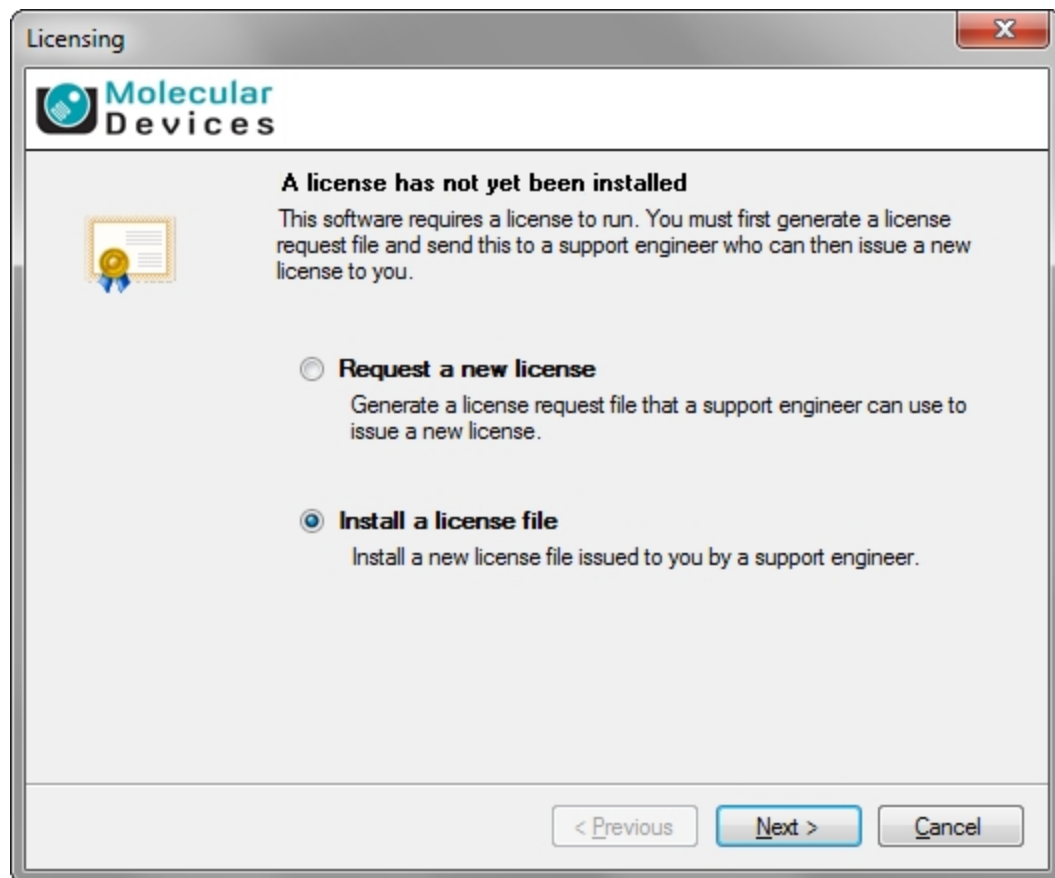 Licensing
Molecular
Devices
A license has not yet been installed
This software requires a license to run. You must first generate a license
request file and send this to a support engineer who can then issue a new
license to you.
Request a new license
Generate a license request file that a support engineer can use to
issue a new license.
Install a license file
Install a new license file issued to you by a support engineer.
< Previous
Next >
Cancel